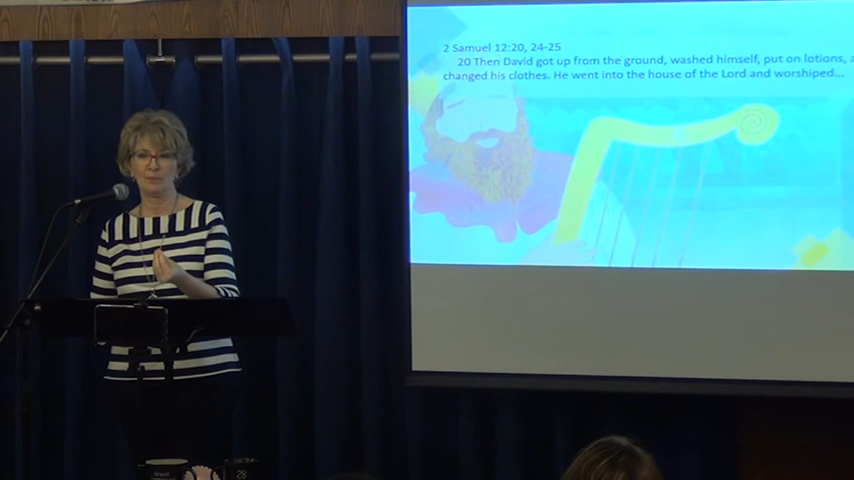 2 Samuel 12:20, 24-25
20 Then David got up from the ground, washed himself, put on lotions, a
changed his clothes. He went into the house of the Lord and worshiped...
28